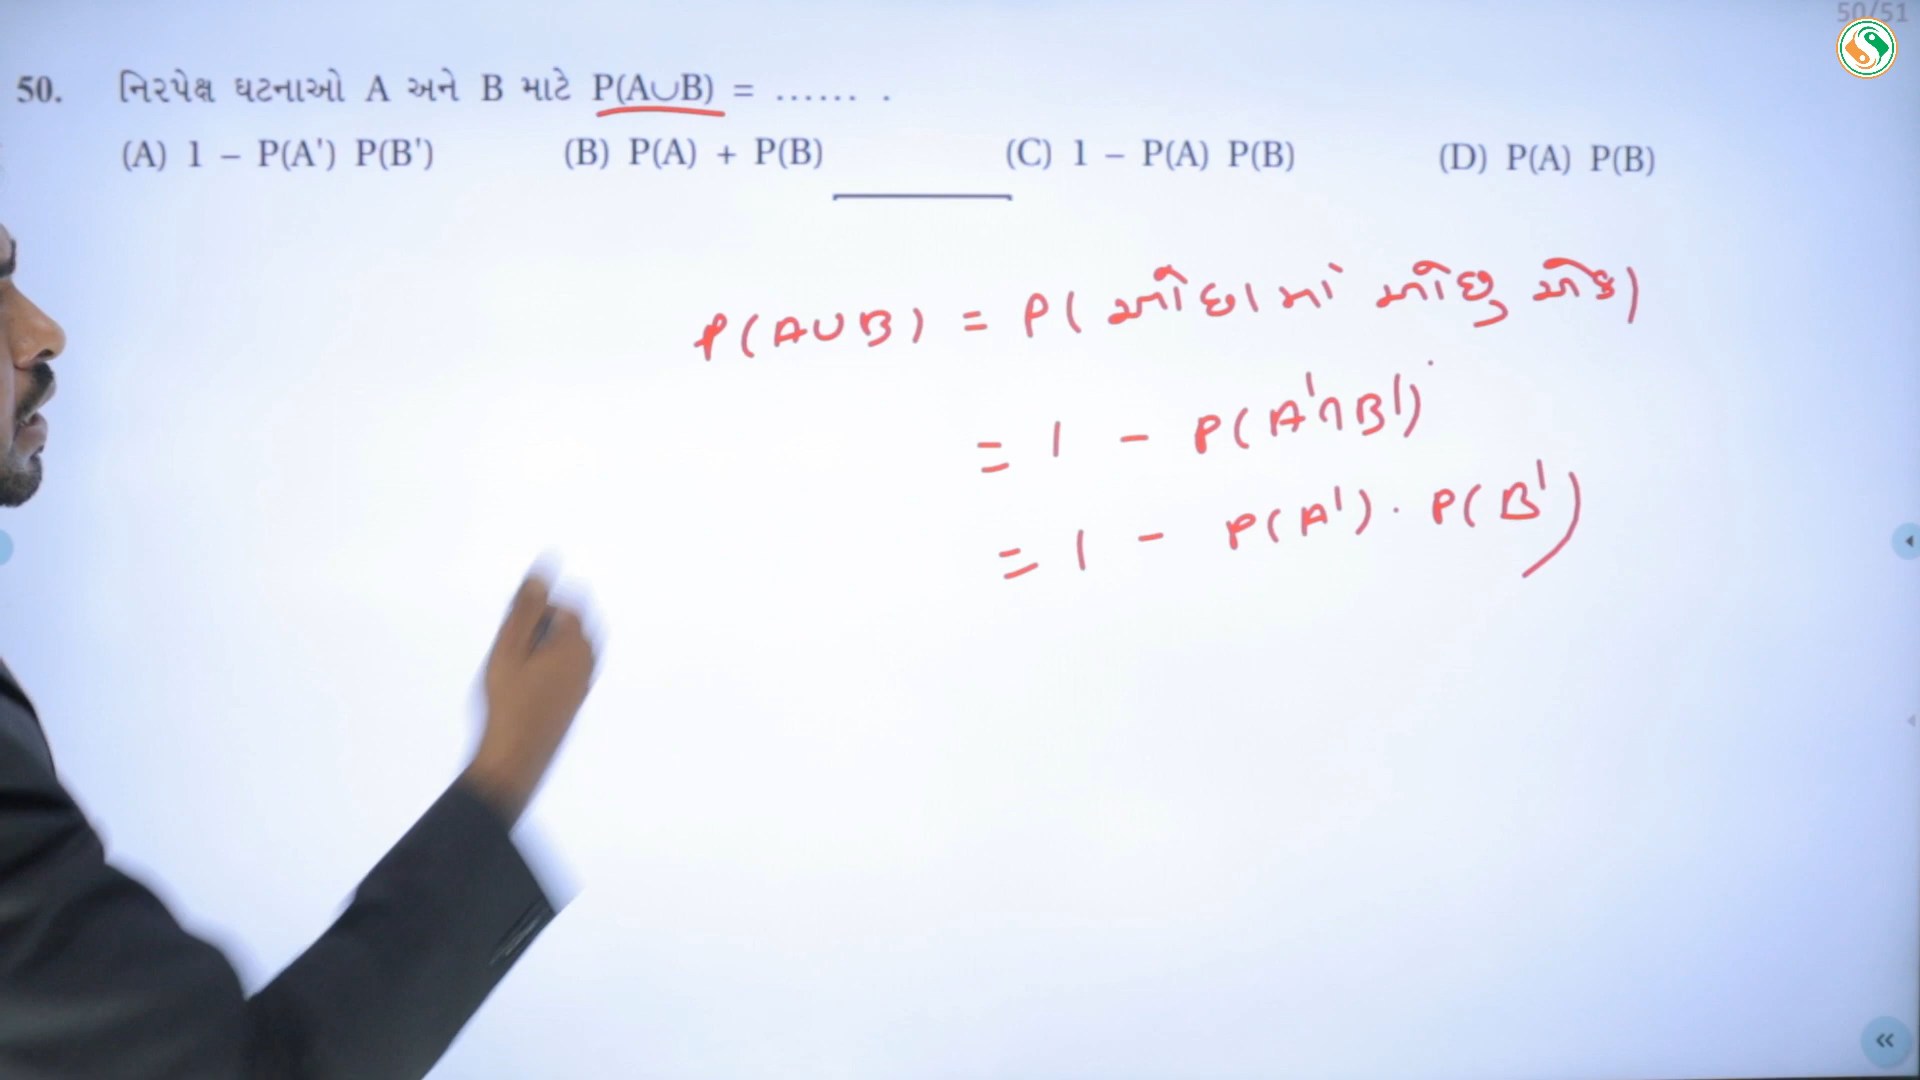 50/51
50. નિરપેક્ષ ઘટનાઓ A અને B માટે P(A∪B) = ...... .
(A) 1 – P(A') P(B') (B) P(A) + P(B) (C) 1 – P(A) P(B) (D) P(A) P(B)
P(A∪B) = P(ઓછામાં ઓછુ એક)
= 1 - P(A'∩B')
= 1 - P(A') · P(B')